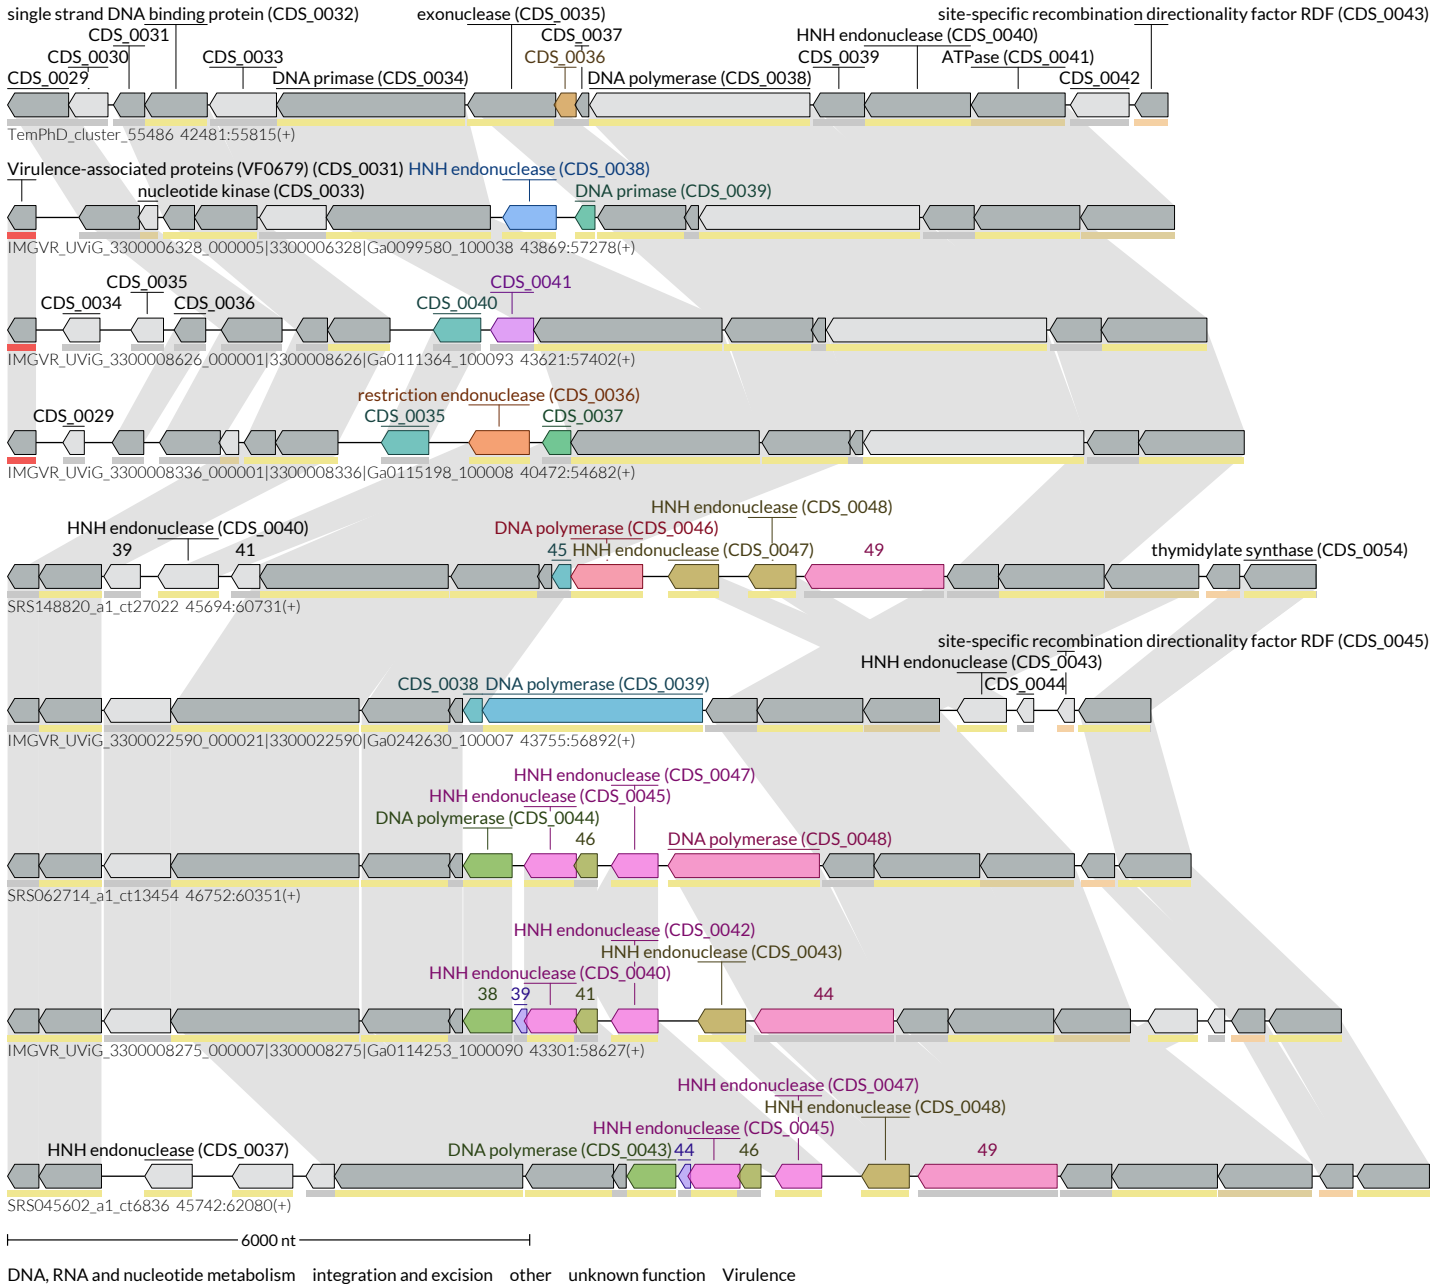 single strand DNA binding protein (CDS_0032) exonuclease (CDS_0035) site-specific recombination directionality factor RDF (CDS_0043)
CDS_0031 CDS_0037 HNH endonuclease (CDS_0040)
CDS_0030 CDS_0033 CDS_0036 CDS_0039 ATPase (CDS_0041)
CDS_0029 DNA primase (CDS_0034) DNA polymerase (CDS_0038) CDS_0042
TemPhD_cluster_55486 42481:55815(+)
Virulence-associated proteins (VF0679) (CDS_0031) HNH endonuclease (CDS_0038)
nucleotide kinase (CDS_0033) DNA primase (CDS_0039)
IMGVR_UViG_3300006328_000005|3300006328|Ga0099580_100038 43869:57278(+)
CDS_0035 CDS_0041
CDS_0034 CDS_0036 CDS_0040
IMGVR_UViG_3300008626_000001|3300008626|Ga0111364_100093 43621:57402(+)
restriction endonuclease (CDS_0036)
CDS_0029 CDS_0035 CDS_0037
IMGVR_UViG_3300008336_000001|3300008336|Ga0115198_100008 40472:54682(+)
HNH endonuclease (CDS_0048)
HNH endonuclease (CDS_0040) DNA polymerase (CDS_0046)
39 41 45 HNH endonuclease (CDS_0047) 49 thymidylate synthase (CDS_0054)
SRS148820_a1_ct27022 45694:60731(+)
site-specific recombination directionality factor RDF (CDS_0045)
HNH endonuclease (CDS_0043)
CDS_0038 DNA polymerase (CDS_0039) CDS_0044
IMGVR_UViG_3300022590_000021|3300022590|Ga0242630_100007 43755:56892(+)
HNH endonuclease (CDS_0047)
HNH endonuclease (CDS_0045)
DNA polymerase (CDS_0044) 46 DNA polymerase (CDS_0048)
SRS062714_a1_ct13454 46752:60351(+)
HNH endonuclease (CDS_0042)
HNH endonuclease (CDS_0043)
HNH endonuclease (CDS_0040)
38 39 41 44
IMGVR_UViG_3300008275_000007|3300008275|Ga0114253_1000090 43301:58627(+)
HNH endonuclease (CDS_0047)
HNH endonuclease (CDS_0048)
HNH endonuclease (CDS_0045)
HNH endonuclease (CDS_0037) DNA polymerase (CDS_0043) 44 46 49
SRS045602_a1_ct6836 45742:62080(+)
6000 nt
DNA, RNA and nucleotide metabolism integration and excision other unknown function Virulence